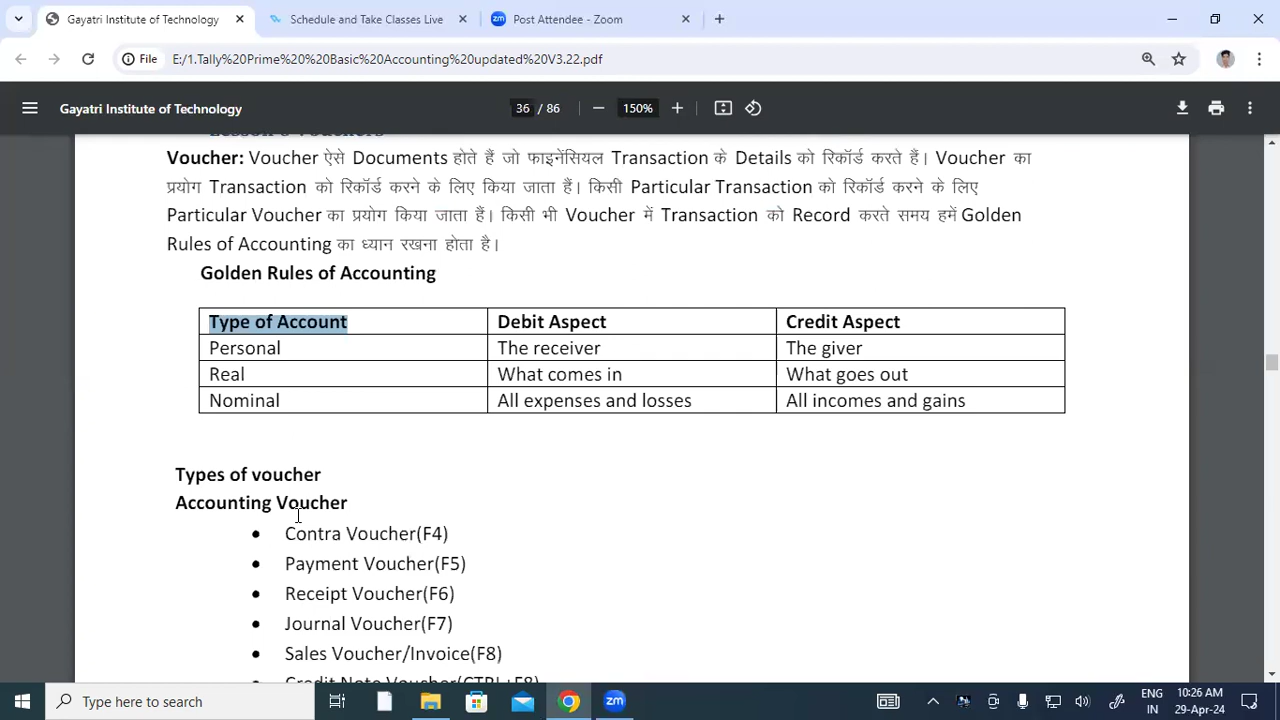 Gayatri Institute of Technology
Schedule and Take Classes Live
zm Post Attendee - Zoom
File E:/1.Tally%20Prime%20%20Basic%20Accounting%20updated%20V3.22.pdf
Gayatri Institute of Technology 36 / 86 150%
Voucher: Voucher ऐसे Documents होते हैं जो फाइनेंसियल Transaction के Details को रिकॉर्ड करते हैं। Voucher का
प्रयोग Transaction को रिकॉर्ड करने के लिए किया जाता हैं। किसी Particular Transaction को रिकॉर्ड करने के लिए
Particular Voucher का प्रयोग किया जाता हैं। किसी भी Voucher में Transaction को Record करते समय हमें Golden
Rules of Accounting का ध्यान रखना होता है।
Golden Rules of Accounting
Type of Account Debit Aspect Credit Aspect
Personal The receiver The giver
Real What comes in What goes out
Nominal All expenses and losses All incomes and gains
Types of voucher
Accounting Voucher
• Contra Voucher(F4)
• Payment Voucher(F5)
• Receipt Voucher(F6)
• Journal Voucher(F7)
• Sales Voucher/Invoice(F8)
Type here to search
zm
ENG
IN
10:26 AM
29-Apr-24